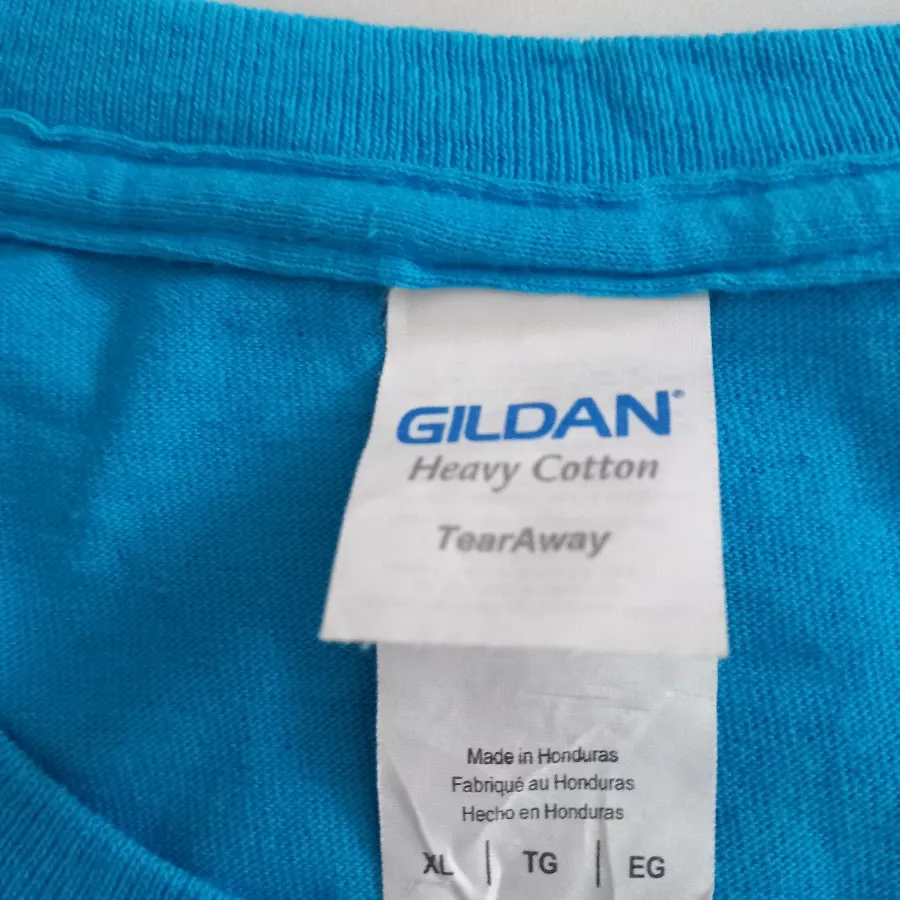 GILDAN®
Heavy Cotton
TearAway
Made in Honduras
Fabriqué au Honduras
Hecho en Honduras
XL | TG | EG